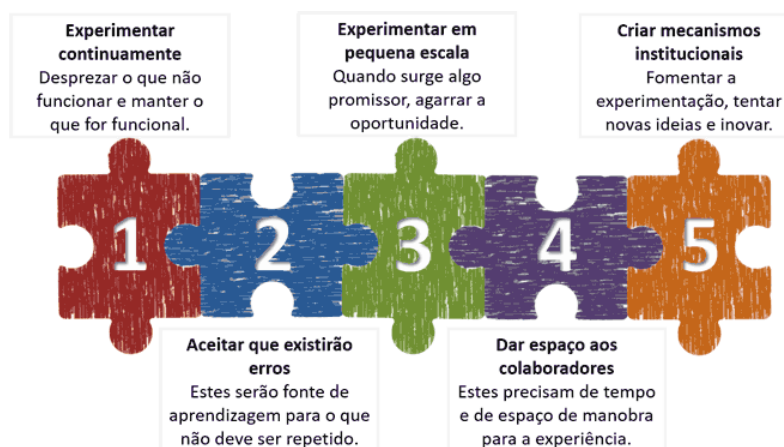 Experimentar
continuamente
Desprezar o que não
funcionar e manter o
que for funcional.
Experimentar em
pequena escala
Quando surge algo
promissor, agarrar a
oportunidade.
Criar mecanismos
institucionais
Fomentar a
experimentação, tentar
novas ideias e inovar.
1
2
3
4
5
Aceitar que existirão
erros
Estes serão fonte de
aprendizagem para o que
não deve ser repetido.
Dar espaço aos
colaboradores
Estes precisam de tempo
e de espaço de manobra
para a experiência.